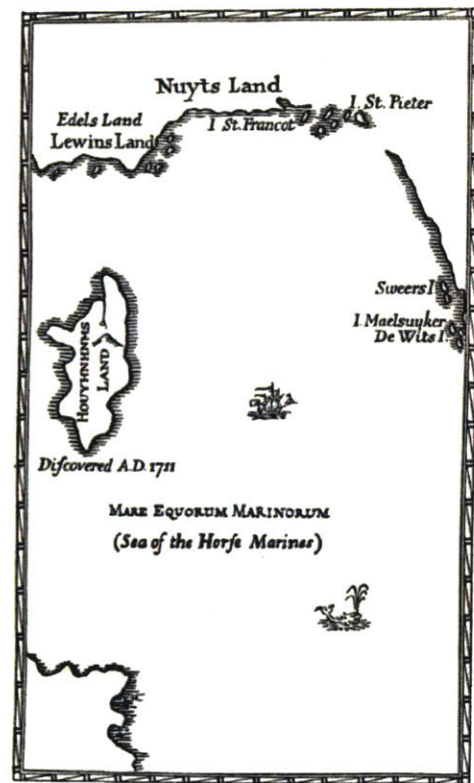 Nuyts Land
I. St. Pieter
Edels Land
I St. Francot
Lewins Land
Sweers I
I. Maelsuyker
De Wits I.
HOUYHNHNMS
LAND
Diſcovered A.D. 1711
MARE EQUORUM MARINORUM
(Sea of the Horſe Marines)